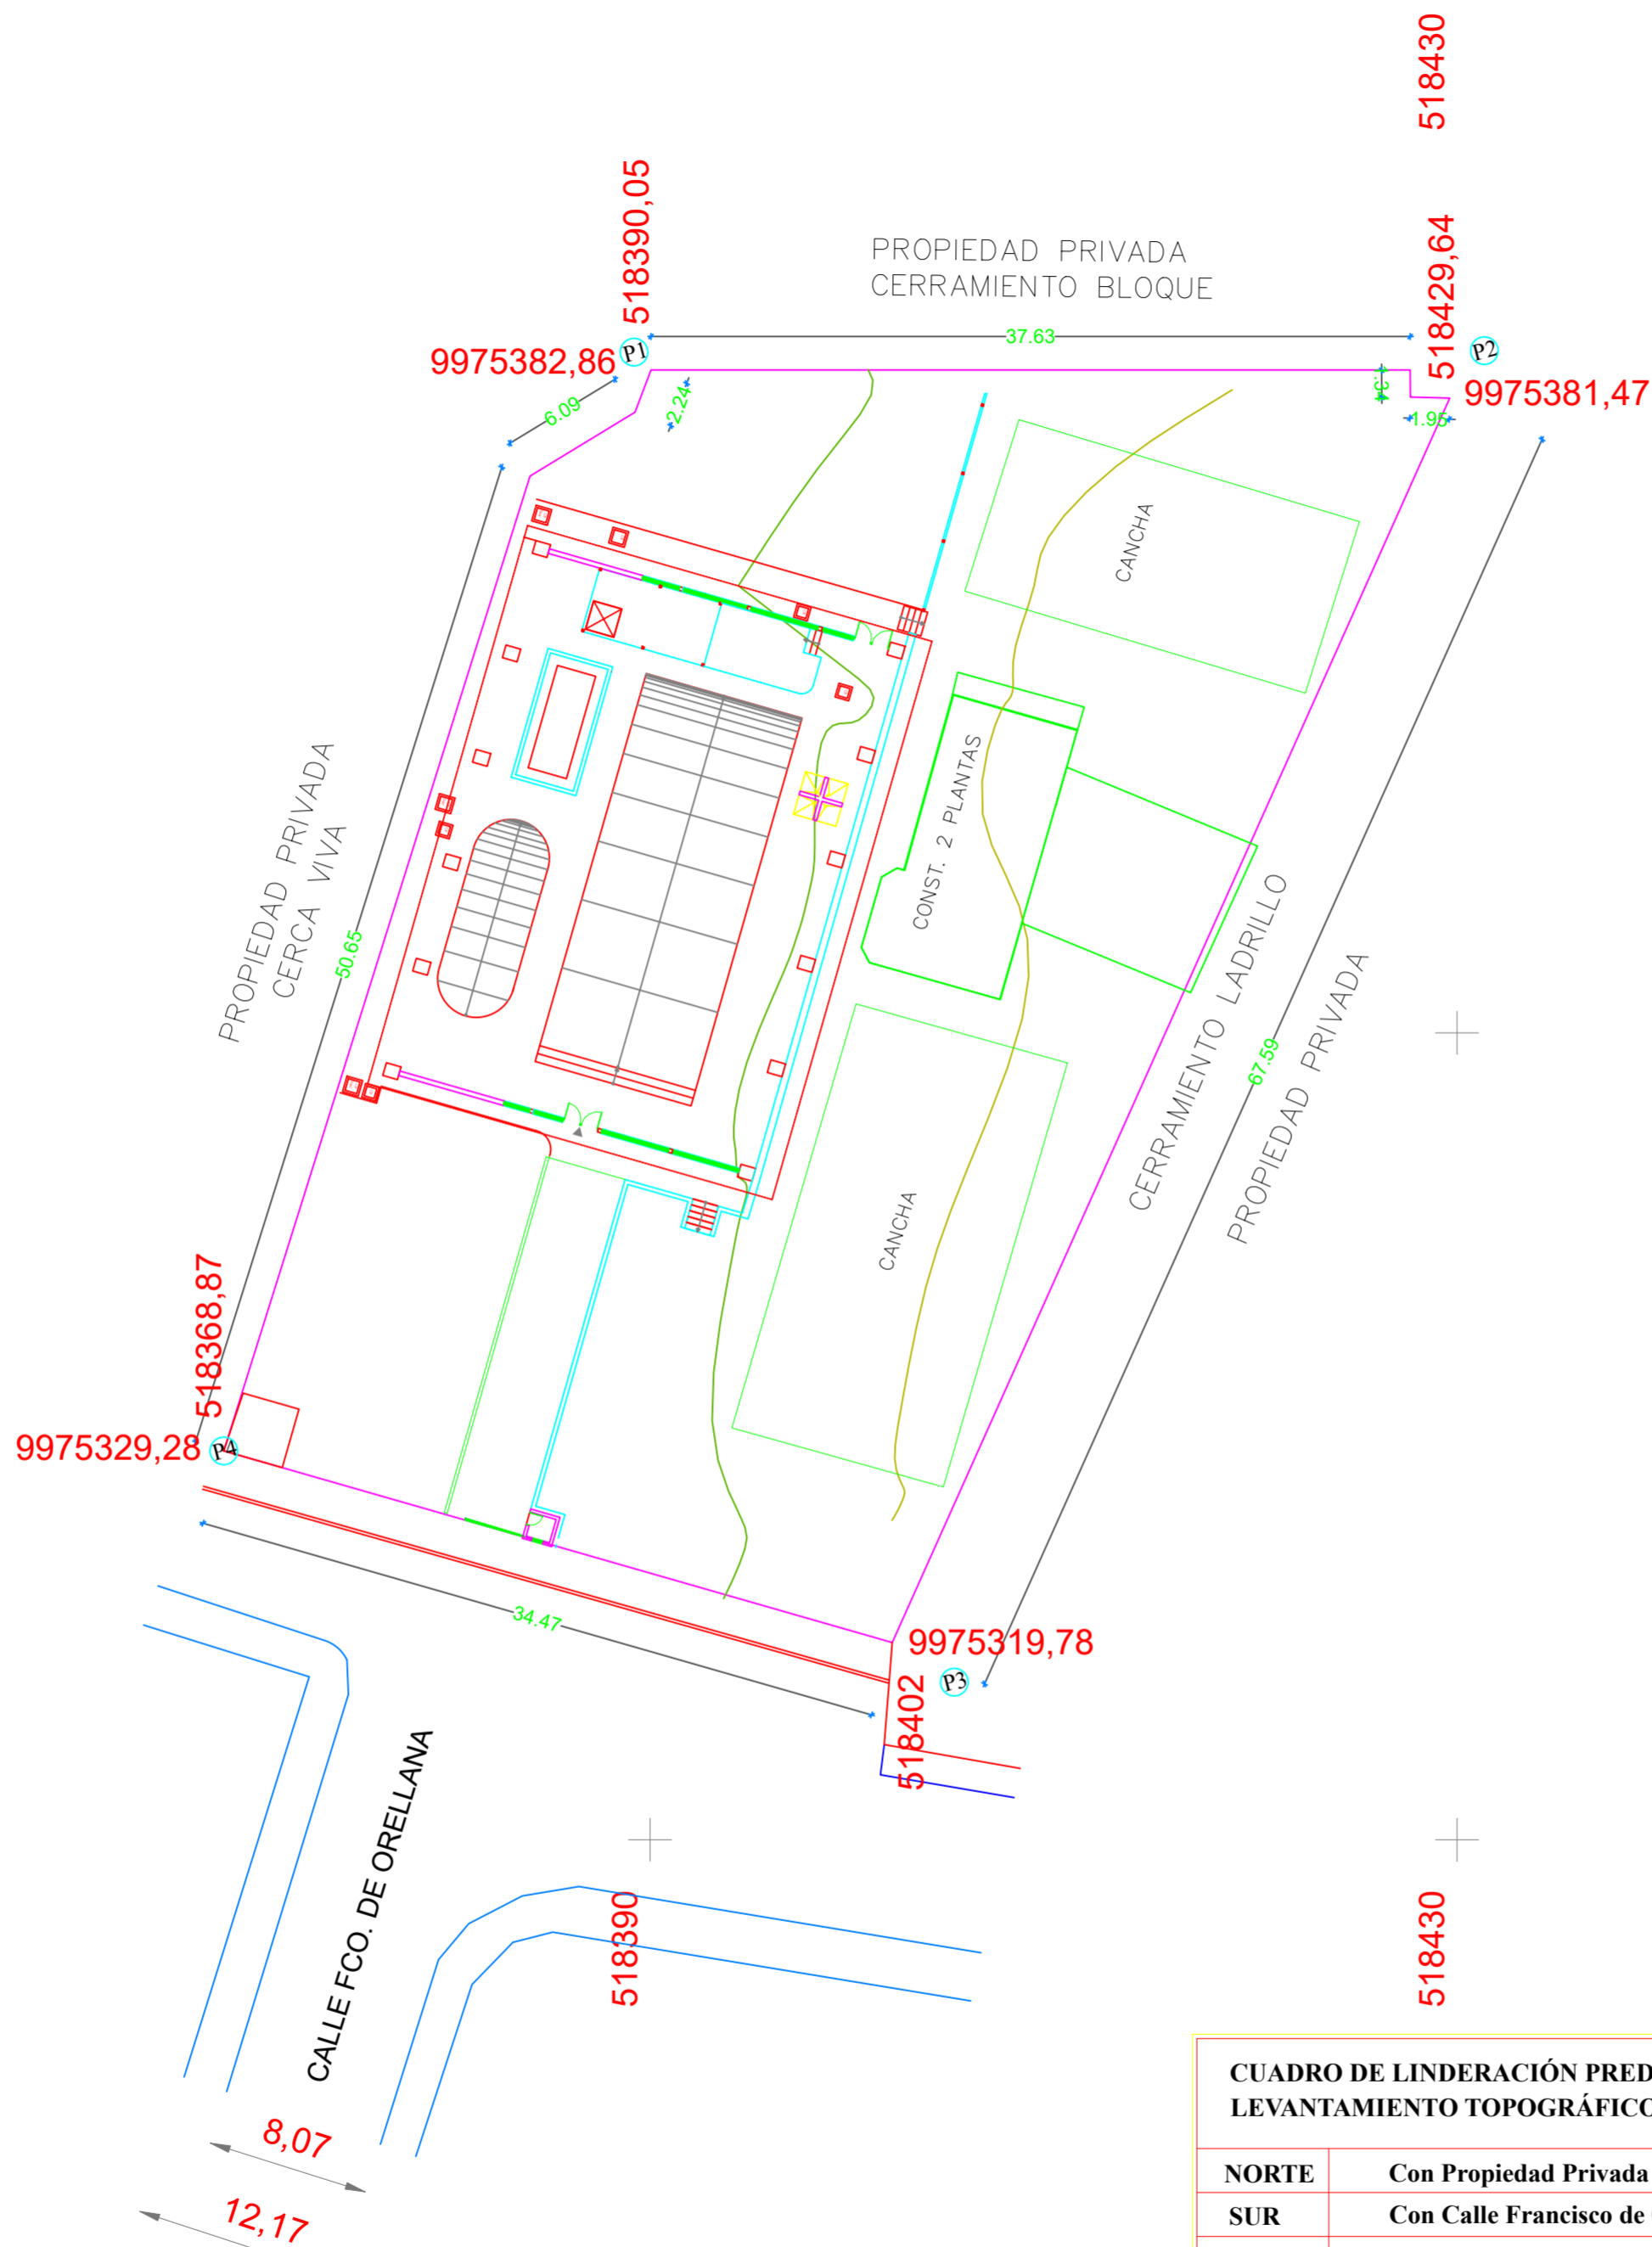 518430
518390,05
PROPIEDAD PRIVADA
CERRAMIENTO BLOQUE
518429,64
37.63
P1
P2
9975382,86
9975381,47
6.09
2.24
1.34
1.95
CANCHA
CONST. 2 PLANTAS
PROPIEDAD PRIVADA
CERCA VIVA
50.65
CERRAMIENTO LADRILLO
67.59
PROPIEDAD PRIVADA
CANCHA
518368,87
9975329,28
P4
34.47
9975319,78
P3
518402
CALLE FCO. DE ORELLANA
518390
518430
8,07
12,17
CUADRO DE LINDERACIÓN PRED
LEVANTAMIENTO TOPOGRÁFICO
NORTE Con Propiedad Privada
SUR Con Calle Francisco de